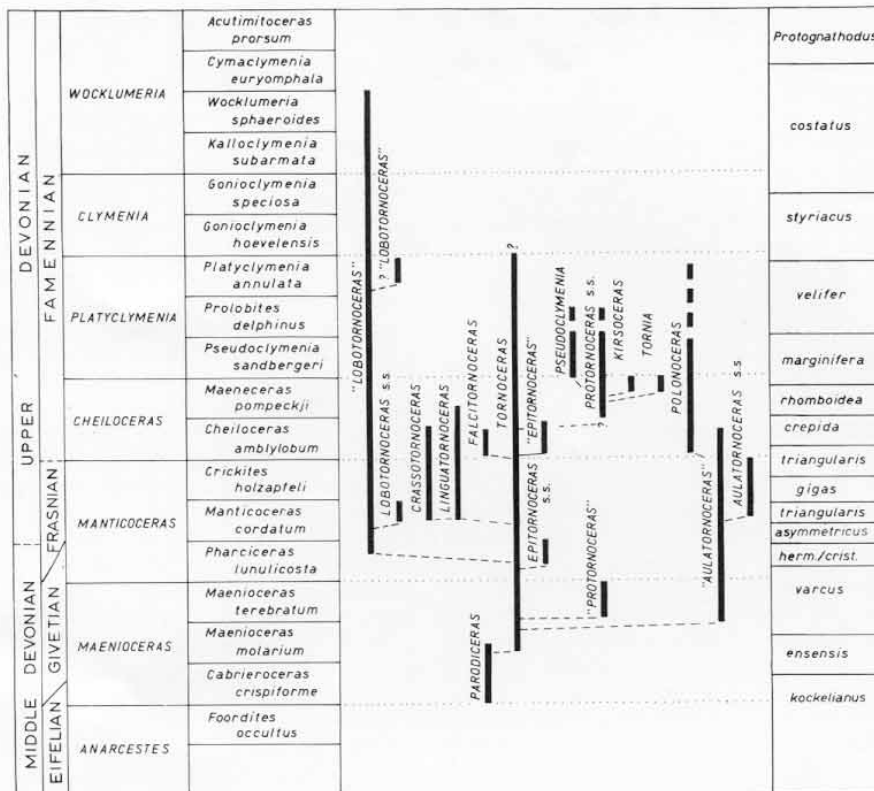 UPPER DEVONIAN
MIDDLE DEVONIAN
FAMENNIAN
FRASNIAN
GIVETIAN
EIFELIAN
WOCKLUMERIA
CLYMENIA
PLATYCLYMENIA
CHEILOCERAS
MANTICOCERAS
MAENIOCERAS
ANARCESTES
Acutimitoceras
prorsum
Cymaclymenia
euryomphala
Wocklumeria
sphaeroides
Kalloclymenia
subarmata
Gonioclymenia
speciosa
Gonioclymenia
hoevelensis
Platyclymenia
annulata
Prolobites
delphinus
Pseudoclymenia
sandbergeri
Maeneceras
pompeckji
Cheiloceras
amblylobum
Crickites
holzapfeli
Manticoceras
cordatum
Pharciceras
lunulicosta
Maenioceras
terebratum
Maenioceras
molarium
Cabrieroceras
crispiforme
Foordites
occultus
"LOBOTORNOCERAS"
? "LOBOTORNOCERAS"
LOBOTORNOCERAS s.s.
CRASSOTORNOCERAS
LINGUATORNOCERAS
FALCITORNOCERAS
PARODICERAS
TORNOCERAS
?
"EPITORNOCERAS"
EPITORNOCERAS
s.s.
PSEUDOCLYMENIA
PROTORNOCERAS s.s.
?
"PROTORNOCERAS"
KIRSOCERAS
TORNIA
POLONOCERAS
"AULATORNOCERAS"
AULATORNOCERAS s.s.
Protognathodus
costatus
styriacus
velifer
marginifera
rhomboidea
crepida
triangularis
gigas
triangularis
asymmetricus
herm./crist.
varcus
ensensis
kockelianus